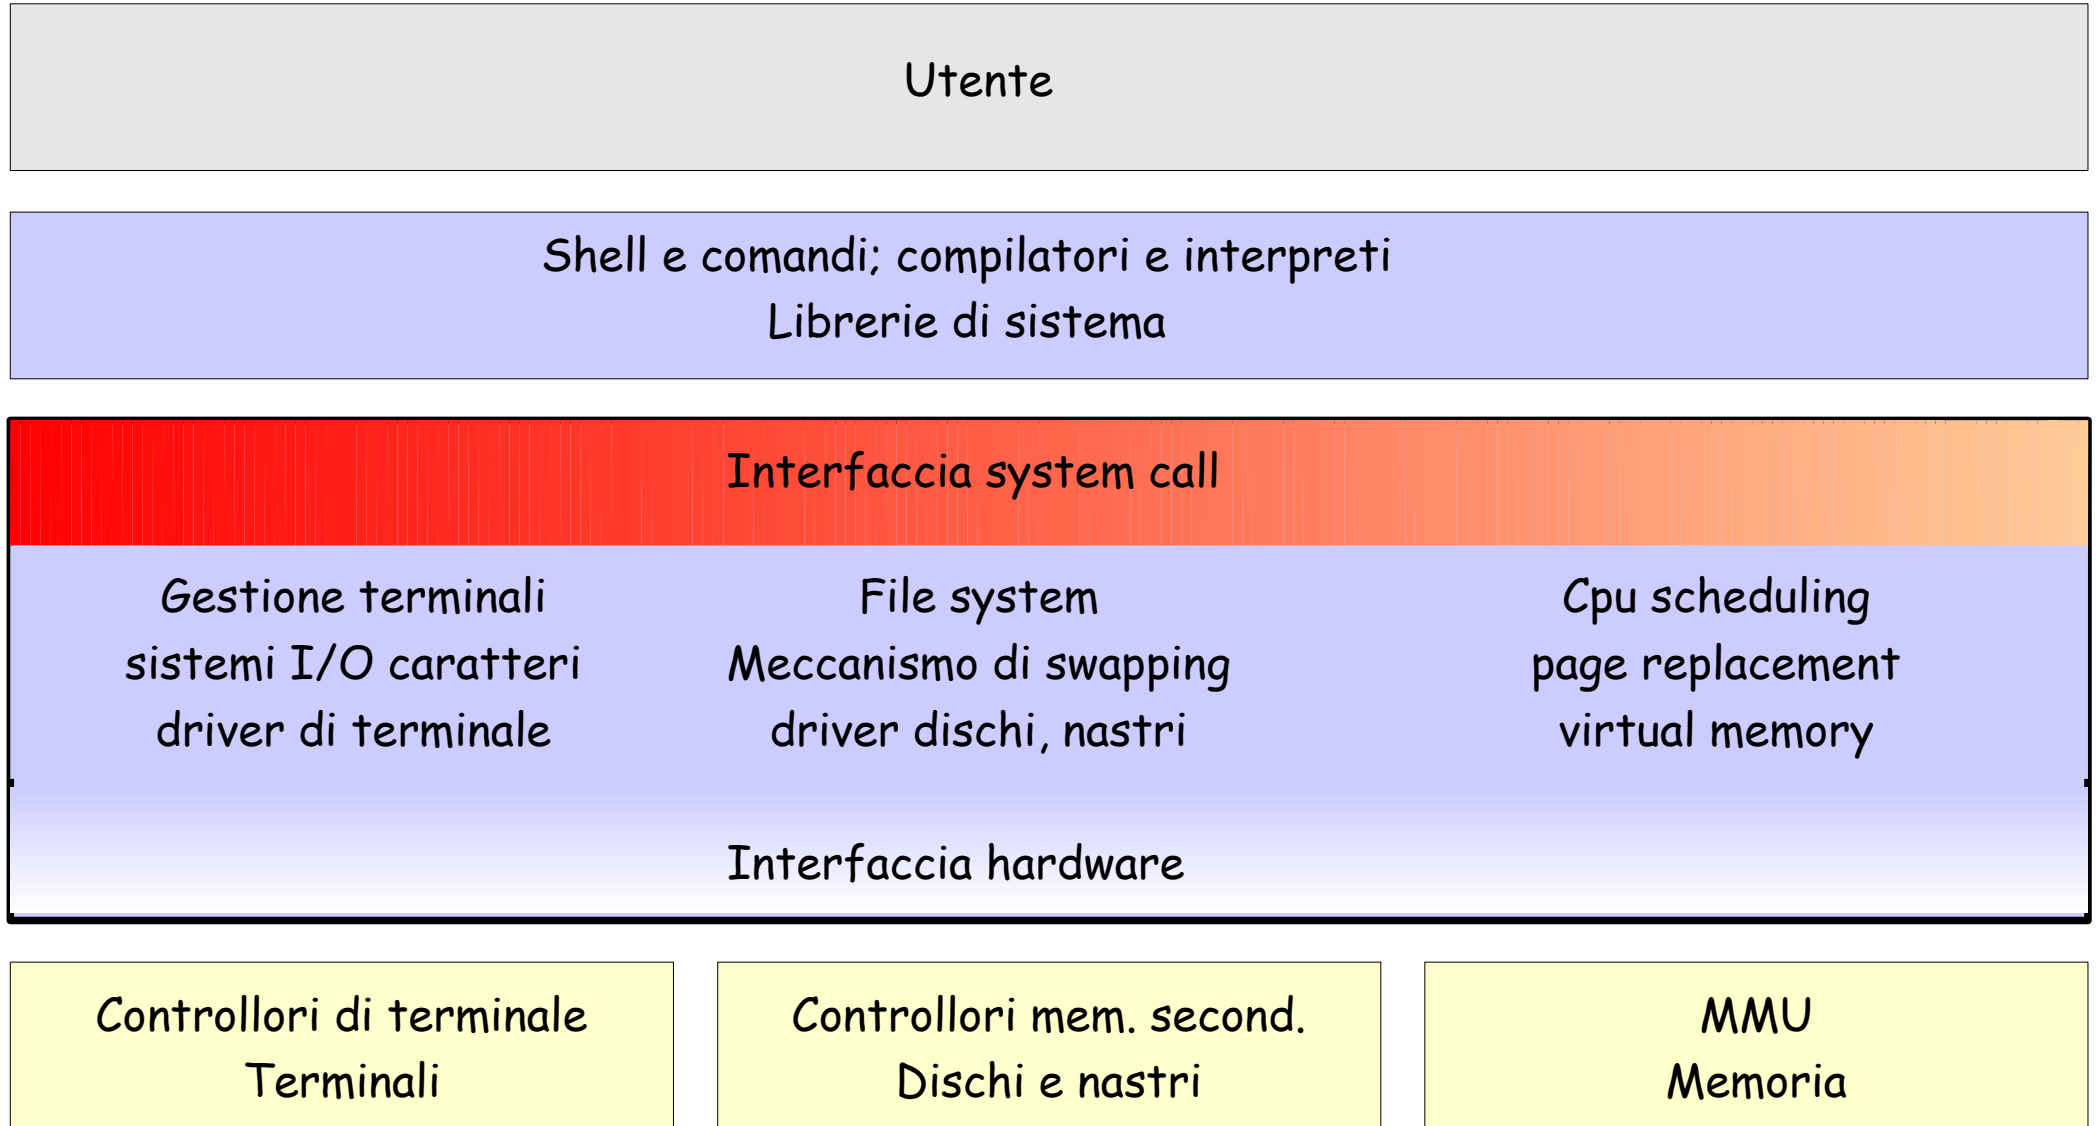 Utente
Shell e comandi; compilatori e interpreti
Librerie di sistema
Interfaccia system call
Gestione terminali
sistemi I/O caratteri
driver di terminale
File system
Meccanismo di swapping
driver dischi, nastri
Cpu scheduling
page replacement
virtual memory
Interfaccia hardware
Controllori di terminale
Terminali
Controllori mem. second.
Dischi e nastri
MMU
Memoria